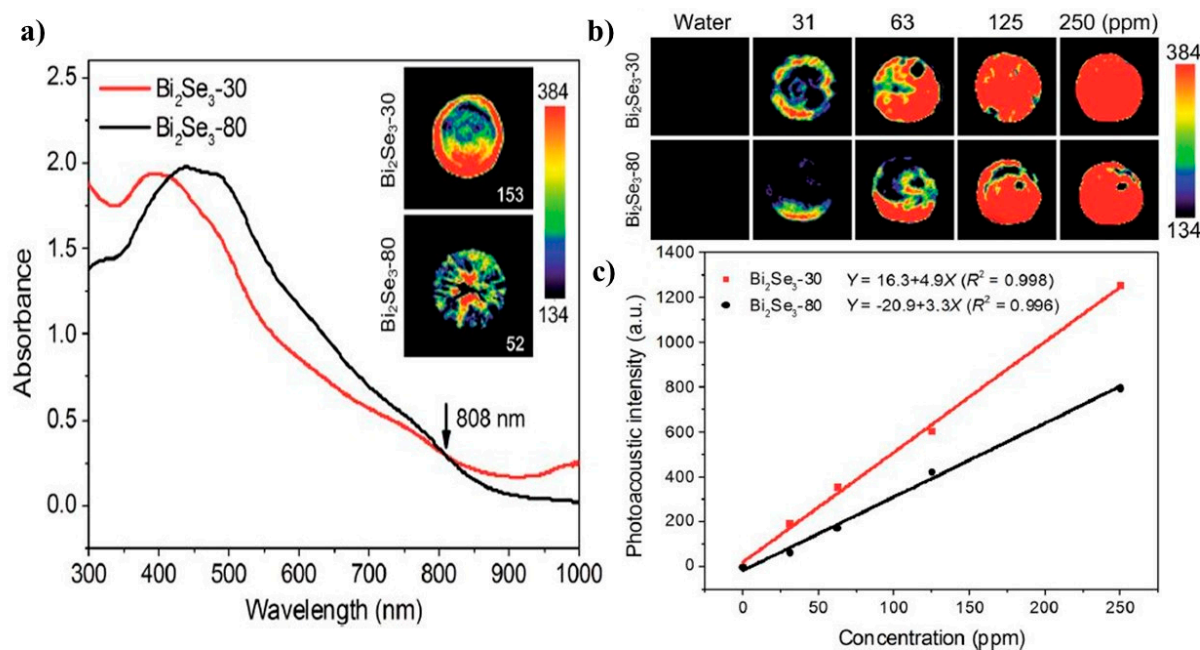 a)
2.5
2.0
1.5
1.0
0.5
0.0
Absorbance
300 400 500 600 700 800 900 1000
Wavelength (nm)
Bi₂Se₃-30
Bi₂Se₃-80
808 nm
Bi₂Se₃-30
153
Bi₂Se₃-80
52
384
134
b)
Water 31 63 125 250 (ppm)
Bi₂Se₃-30
Bi₂Se₃-80
384
134
c)
1400
1200
1000
800
600
400
200
0
Photoacoustic intensity (a.u.)
Bi₂Se₃-30 Y = 16.3+4.9X (R² = 0.998)
Bi₂Se₃-80 Y = -20.9+3.3X (R² = 0.996)
0 50 100 150 200 250
Concentration (ppm)